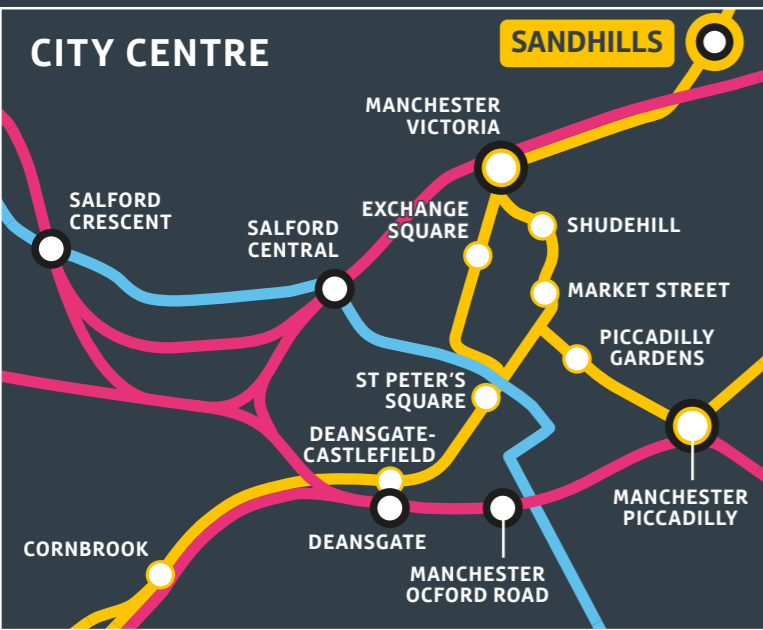 CITY CENTRE
SANDHILLS
MANCHESTER
VICTORIA
SALFORD
CRESCENT
EXCHANGE
SQUARE
SHUDEHILL
SALFORD
CENTRAL
MARKET STREET
PICCADILLY
GARDENS
ST PETER'S
SQUARE
DEANSGATE-
CASTLEFIELD
MANCHESTER
PICCADILLY
DEANSGATE
CORNBROOK
MANCHESTER
OCFORD ROAD